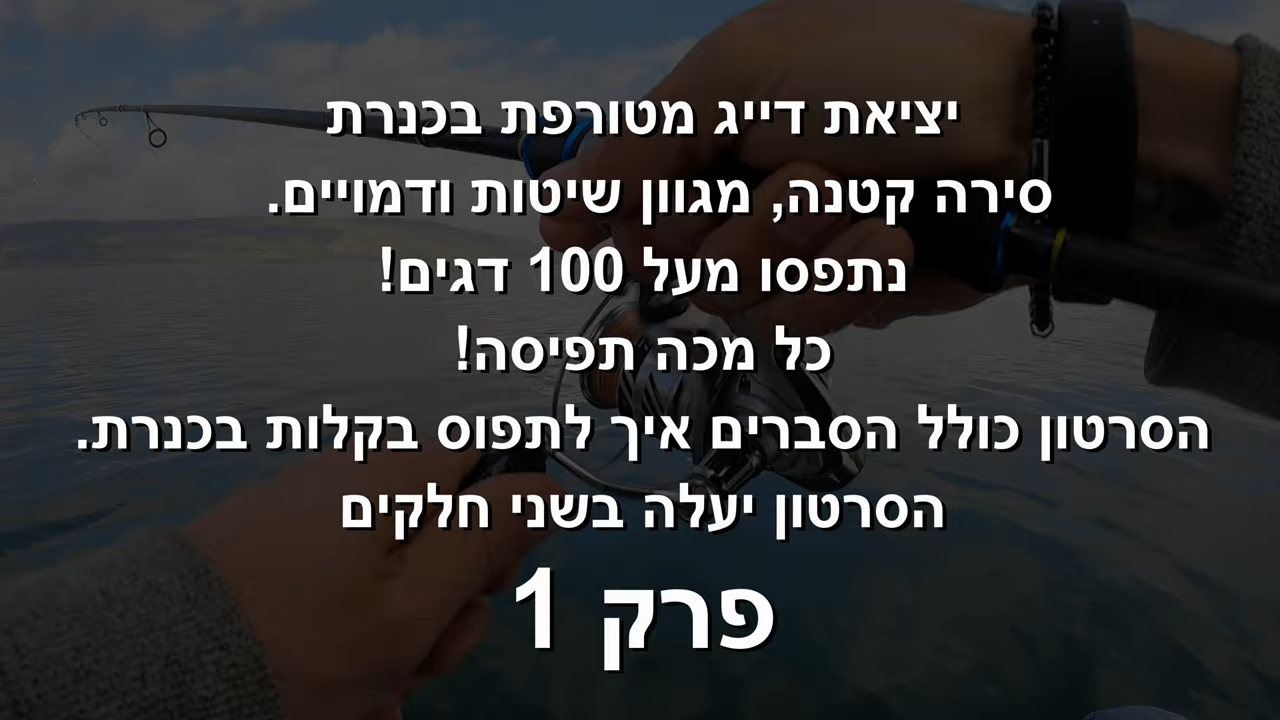 יציאת דייג מטורפת בכנרת
סירה קטנה, מגוון שיטות ודמויים.
נתפסו מעל 100 דגים!
כל מכה תפיסה!
הסרטון כולל הסברים איך לתפוס בקלות בכנרת.
הסרטון יעלה בשני חלקים
פרק 1